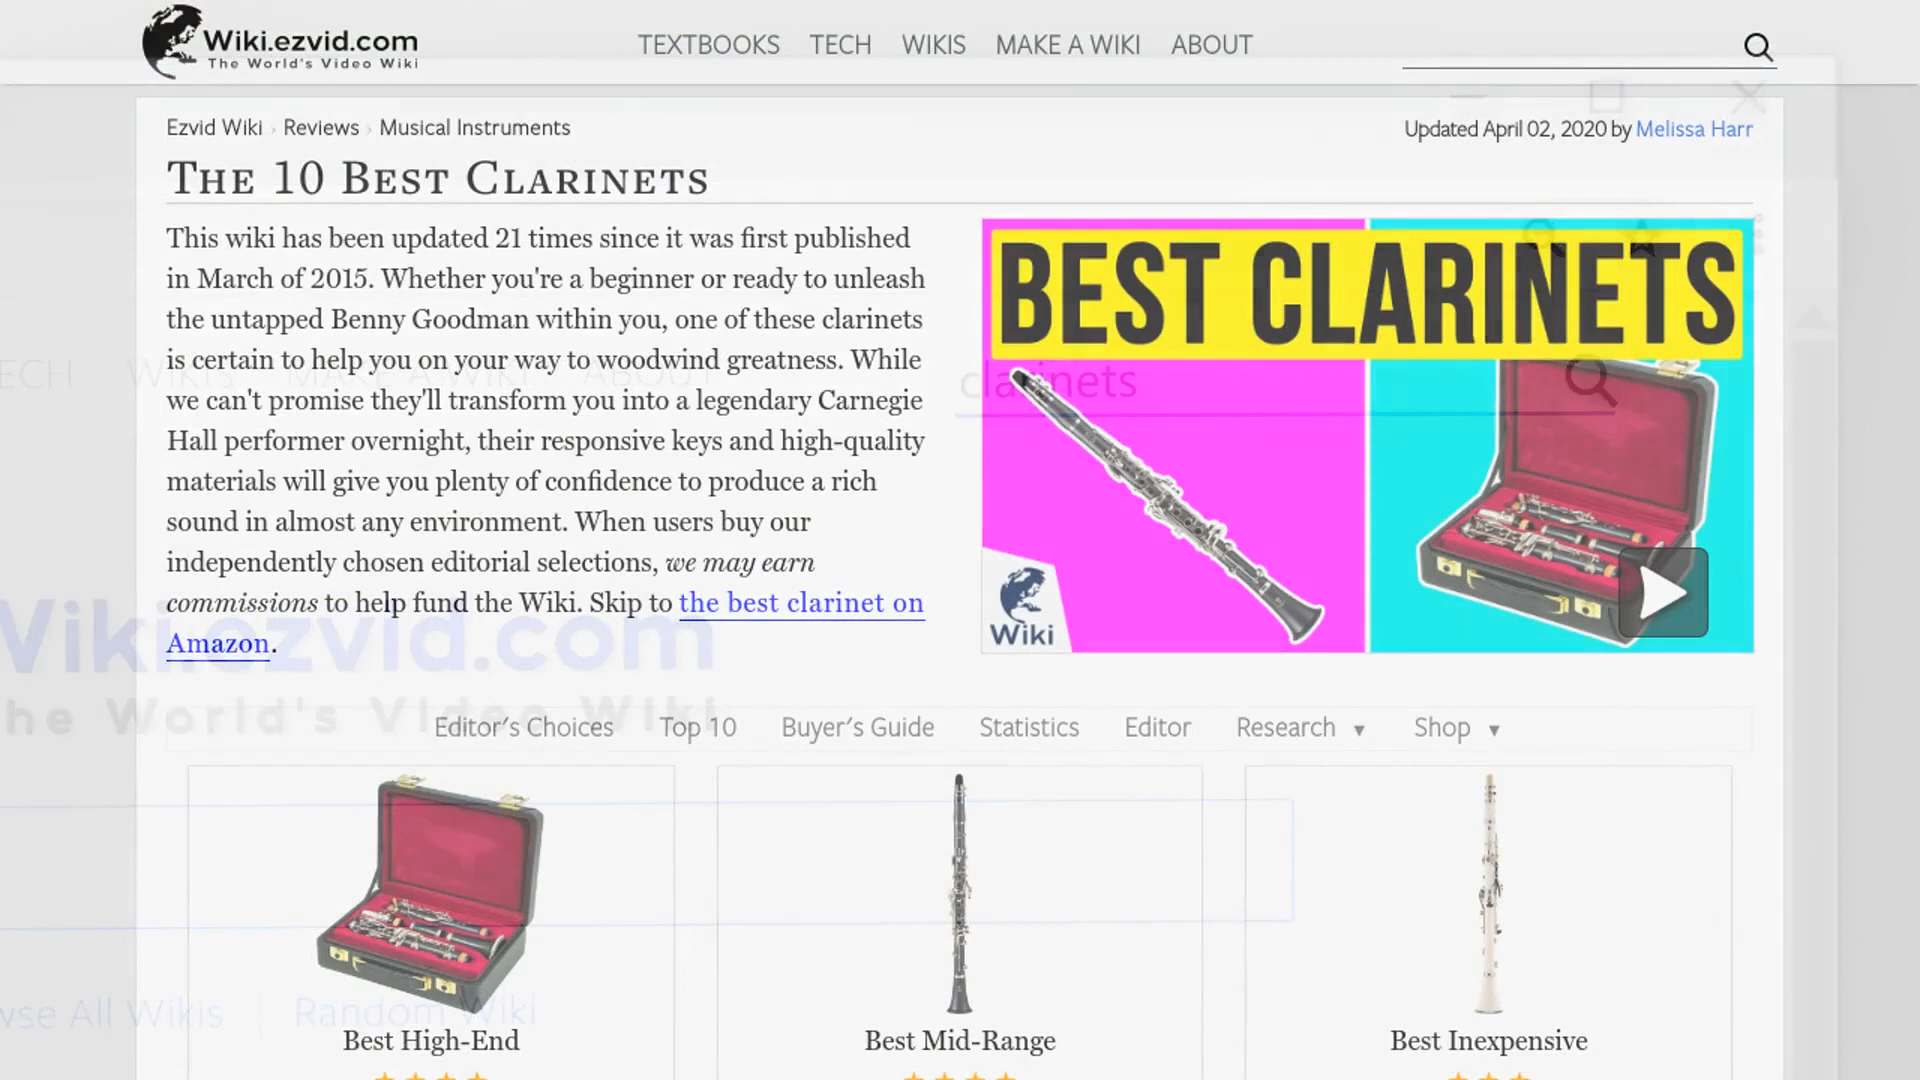 Wiki.ezvid.com
The World's Video Wiki
TEXTBOOKS TECH WIKIS MAKE A WIKI ABOUT
Ezvid Wiki › Reviews › Musical Instruments
Updated April 02, 2020 by Melissa Harr
THE 10 BEST CLARINETS
This wiki has been updated 21 times since it was first published
in March of 2015. Whether you're a beginner or ready to unleash
the untapped Benny Goodman within you, one of these clarinets
is certain to help you on your way to woodwind greatness. While
we can't promise they'll transform you into a legendary Carnegie
Hall performer overnight, their responsive keys and high-quality
materials will give you plenty of confidence to produce a rich
sound in almost any environment. When users buy our
independently chosen editorial selections, we may earn
commissions to help fund the Wiki. Skip to the best clarinet on
Amazon.
BEST CLARINETS
clarinets
Wiki
ECH WIKIS MAKE A WIKI ABOUT
Wiki.ezvid.com
he World's Video Wiki
Editor's Choices Top 10 Buyer's Guide Statistics Editor Research ▼ Shop ▼
wse All Wikis | Random Wiki
Best High-End
Best Mid-Range
Best Inexpensive